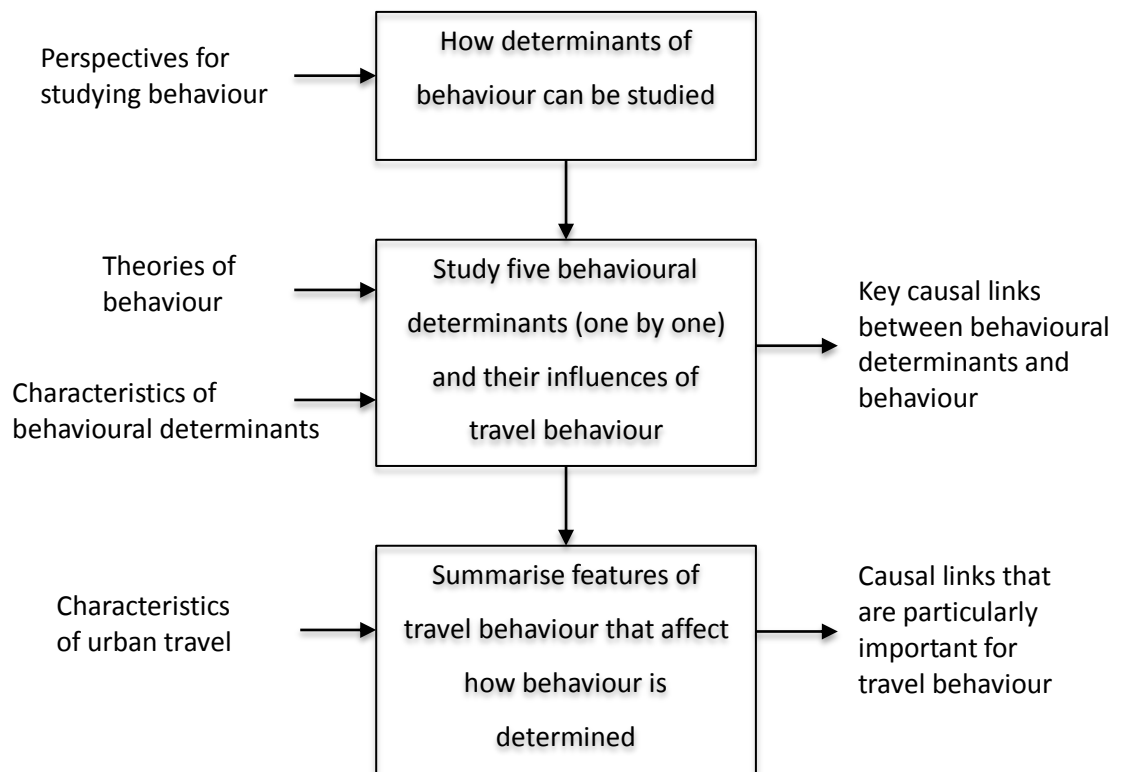 Perspectives for
studying behaviour
How determinants of
behaviour can be studied
Theories of
behaviour
Characteristics of
behavioural determinants
Study five behavioural
determinants (one by one)
and their influences of
travel behaviour
Key causal links
between behavioural
determinants and
behaviour
Characteristics
of urban travel
Summarise features of
travel behaviour that affect
how behaviour is
determined
Causal links that
are particularly
important for
travel behaviour